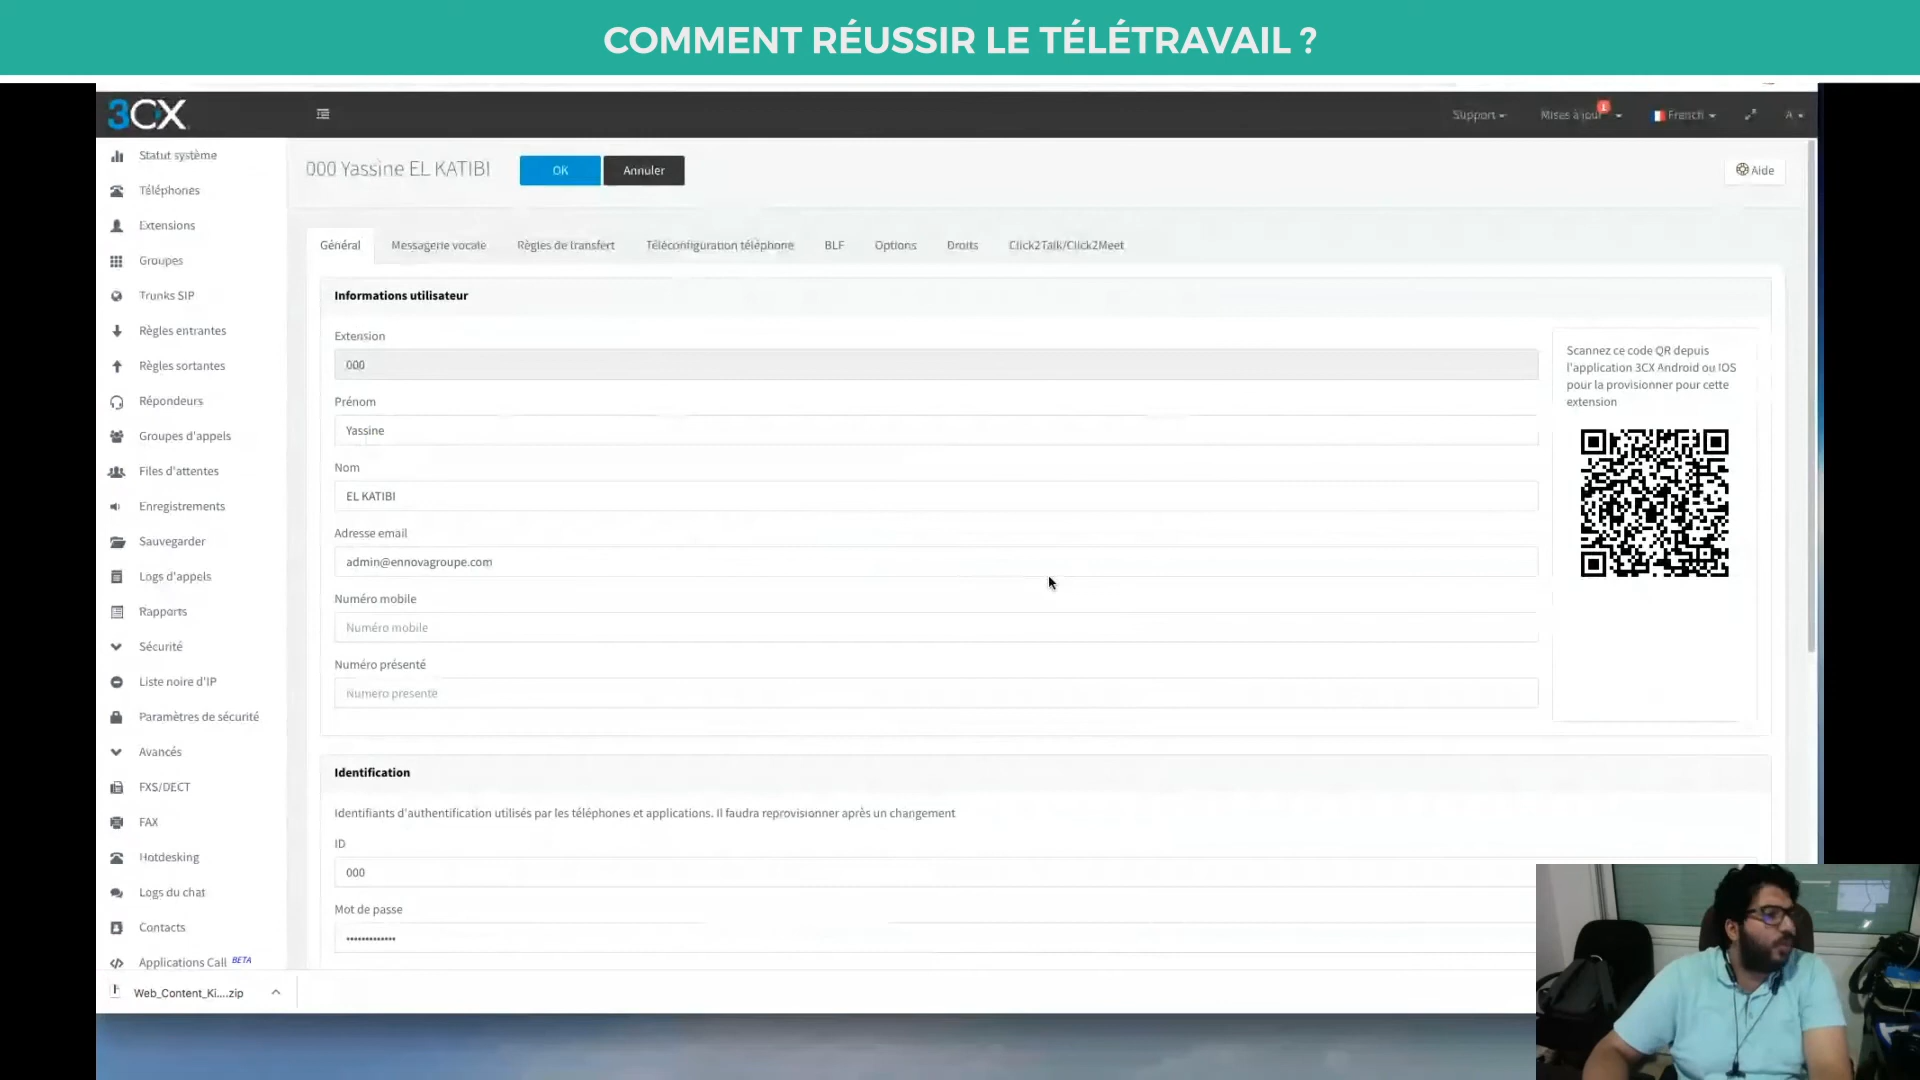 COMMENT RÉUSSIR LE TÉLÉTRAVAIL ?
3CX
Support
Mises à jour
1
French
A
Statut système
Téléphones
Extensions
Groupes
Trunks SIP
Règles entrantes
Règles sortantes
Répondeurs
Groupes d'appels
Files d'attentes
Enregistrements
Sauvegarder
Logs d'appels
Rapports
Sécurité
Liste noire d'IP
Paramètres de sécurité
Avancés
FXS/DECT
FAX
Hotdesking
Logs du chat
Contacts
Applications Call BETA
000 Yassine EL KATIBI
OK
Annuler
Aide
Général
Messagerie vocale
Règles de transfert
Téléconfiguration téléphone
BLF
Options
Droits
Click2Talk/Click2Meet
Informations utilisateur
Extension
000
Prénom
Yassine
Nom
EL KATIBI
Adresse email
admin@ennovagroupe.com
Numéro mobile
Numéro mobile
Numéro présenté
Numéro présenté
Scannez ce code QR depuis
l'application 3CX Android ou IOS
pour la provisionner pour cette
extension
Identification
Identifiants d'authentification utilisés par les téléphones et applications. Il faudra reprovisionner après un changement
ID
000
Mot de passe
•••••••••••••
Web_Content_Ki....zip